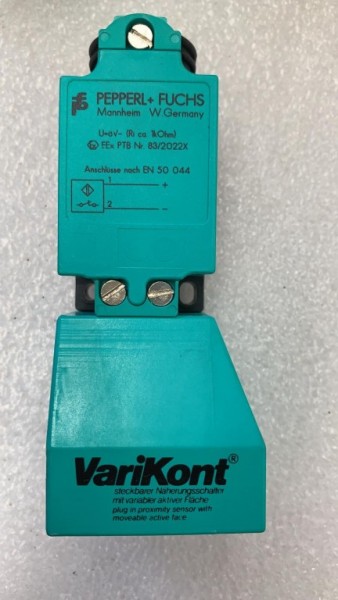 PEPPERL+ FUCHS
Mannheim W. Germany
(Ri ca. 1kOhm)
EEx PTB Nr. 83/2022X
Anschlüsse nach EN 50 044
1 +
2 -
VariKont®
steckbarer Näherungsschalter
mit variabler aktiver Fläche
plug in proximity sensor with
moveable active face